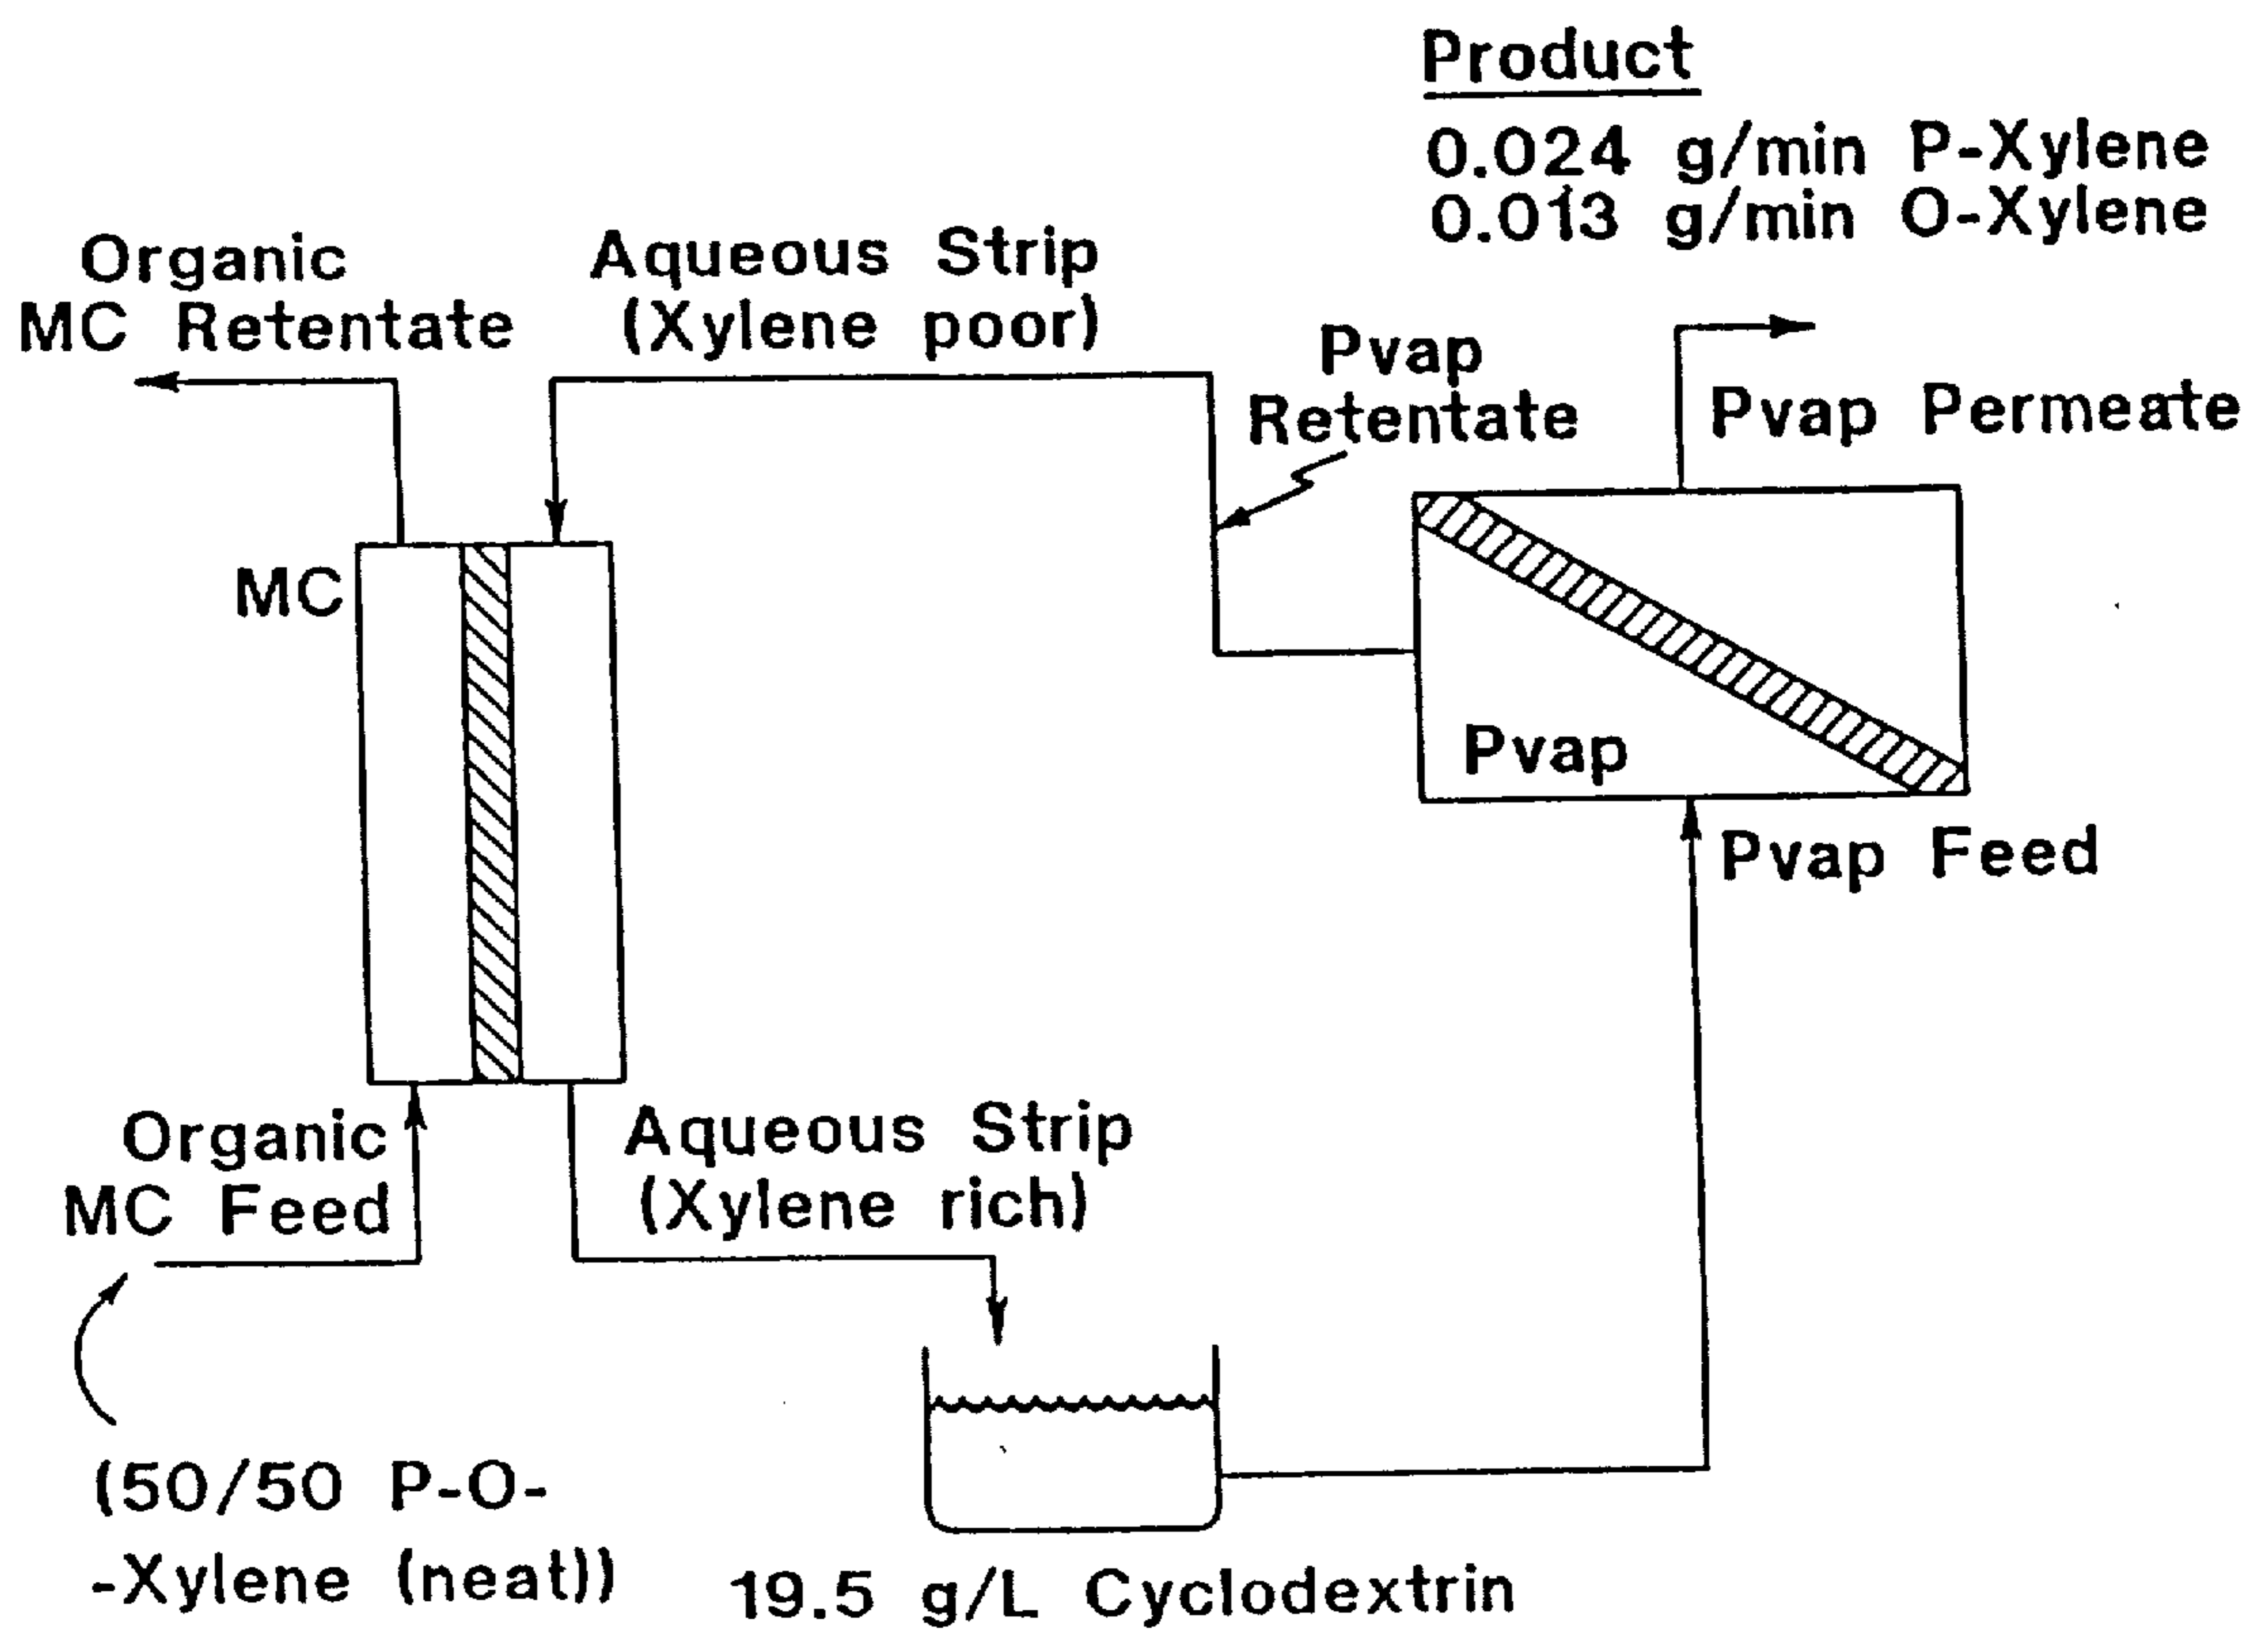 Product
0.024 g/min P-Xylene
0.013 g/min O-Xylene
Organic
MC Retentate
Aqueous Strip
(Xylene poor)
Pvap
Retentate
Pvap Permeate
MC
Pvap
Pvap Feed
Organic
MC Feed
Aqueous Strip
(Xylene rich)
(50/50 P-O-
-Xylene (neat))
19.5 g/L Cyclodextrin